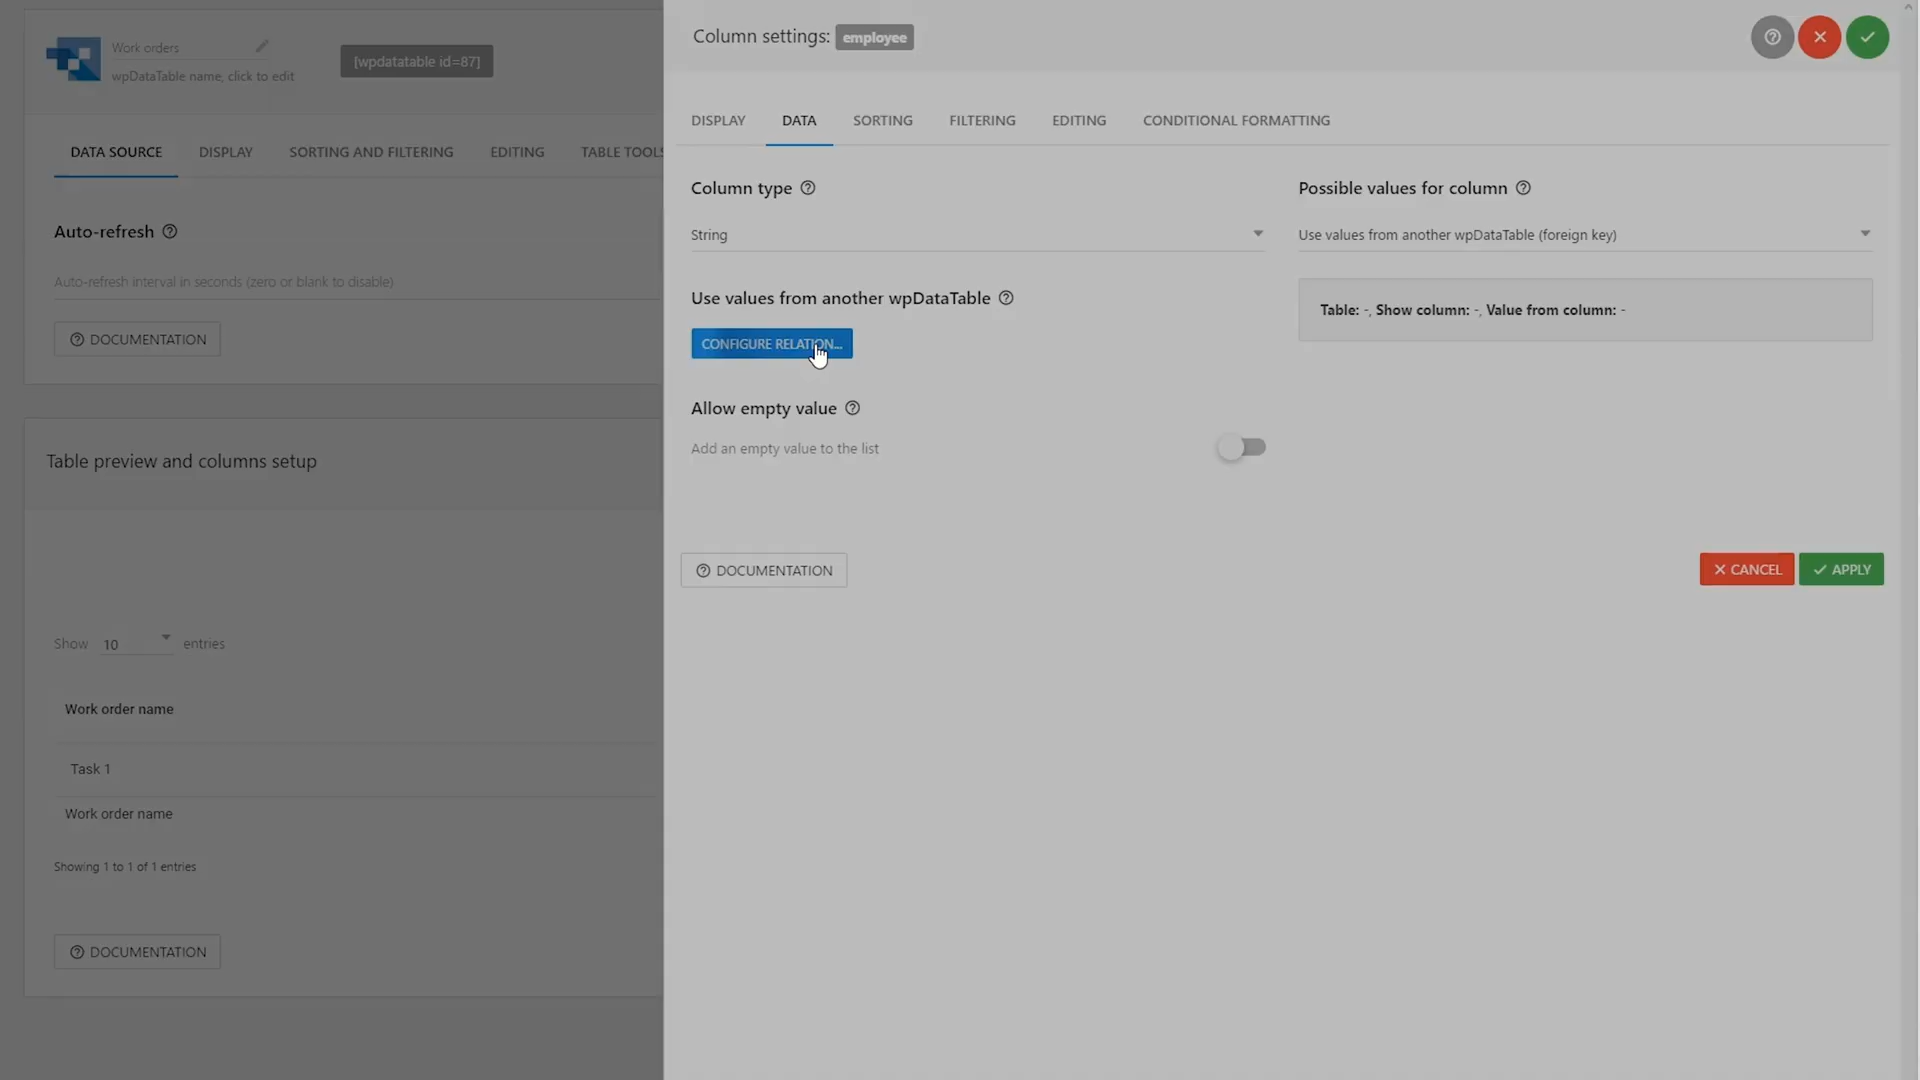 Work orders
wpDataTable name, click to edit
[wpdatatable id=87]
DATA SOURCE
DISPLAY
SORTING AND FILTERING
EDITING
TABLE TOOLS
Auto-refresh
Auto-refresh interval in seconds (zero or blank to disable)
DOCUMENTATION
Table preview and columns setup
Show 10 entries
Work order name
Task 1
Work order name
Showing 1 to 1 of 1 entries
DOCUMENTATION
Column settings: employee
DISPLAY
DATA
SORTING
FILTERING
EDITING
CONDITIONAL FORMATTING
Column type
String
Possible values for column
Use values from another wpDataTable (foreign key)
Use values from another wpDataTable
CONFIGURE RELATION...
Table: -, Show column: -, Value from column: -
Allow empty value
Add an empty value to the list
DOCUMENTATION
CANCEL
APPLY